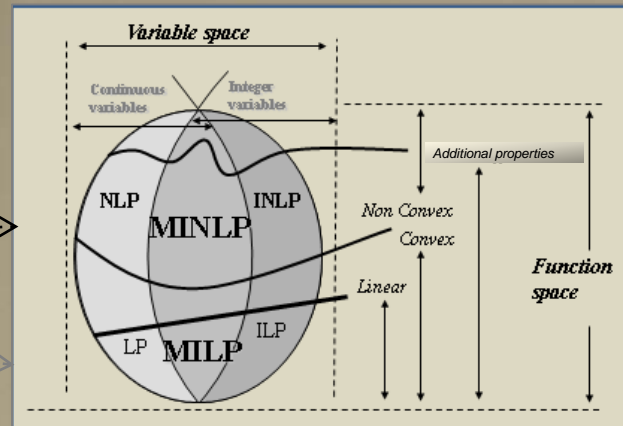 Variable space
Continuous
variables
Integer
variables
Additional properties
NLP
INLP
MINLP
Non Convex
Convex
Function
space
Linear
LP
MILP
ILP